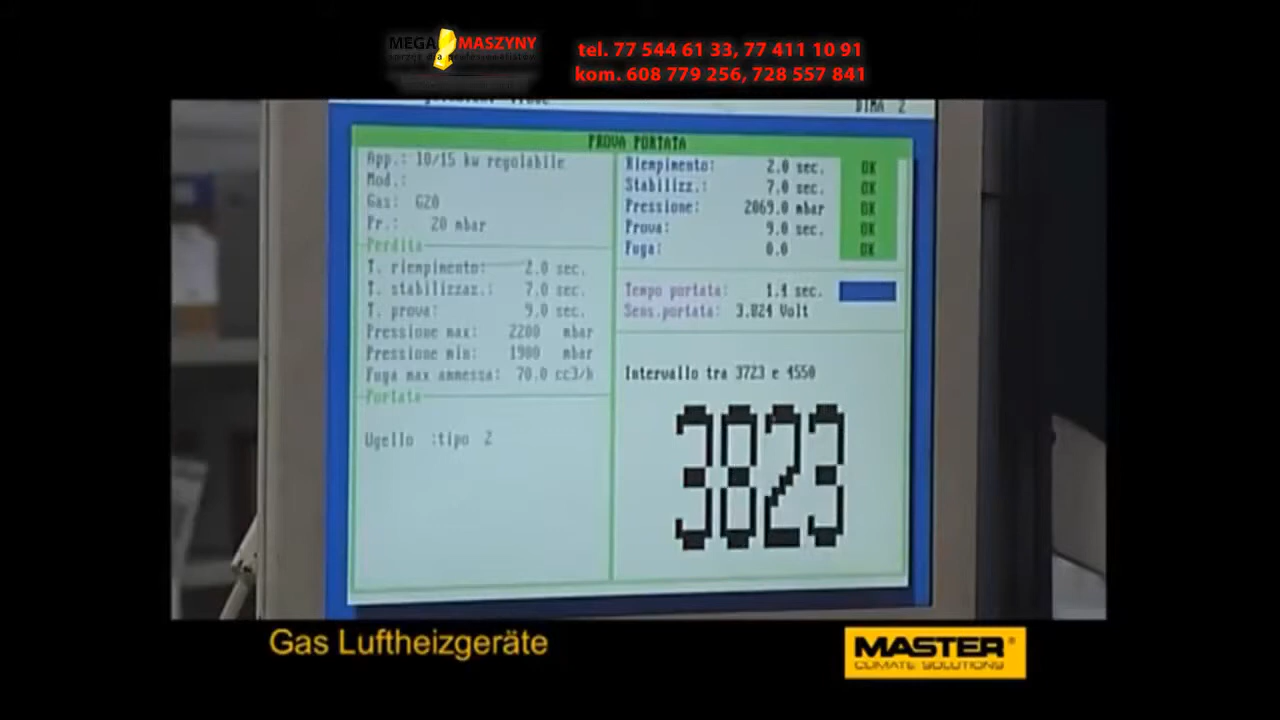 MEGA MASZYNY
sprzęt dla profesjonalistów
tel. 77 544 61 33, 77 411 10 91
kom. 608 779 256, 728 557 841
DIMA 2
PROVA PORTATA
App.: 10/15 kw regolabile
Mod.:
Gas: G20
Pr.: 20 mbar
Perdita
T. riempimento: 2.0 sec.
T. stabilizzaz.: 7.0 sec.
T. prova: 9.0 sec.
Pressione max: 2200 mbar
Pressione min: 1900 mbar
Fuga max ammessa: 70.0 cc3/h
Portata
Ugello :tipo 2
Riempimento: 2.0 sec. OK
Stabilizz.: 7.0 sec. OK
Pressione: 2069.0 mbar OK
Prova: 9.0 sec. OK
Fuga: 0.0 OK
Tempo portata: 1.4 sec.
Sens.portata: 3.824 Volt
Intervallo tra 3723 e 4550
3823
Gas Luftheizgeräte
MASTER®
CLIMATE SOLUTIONS